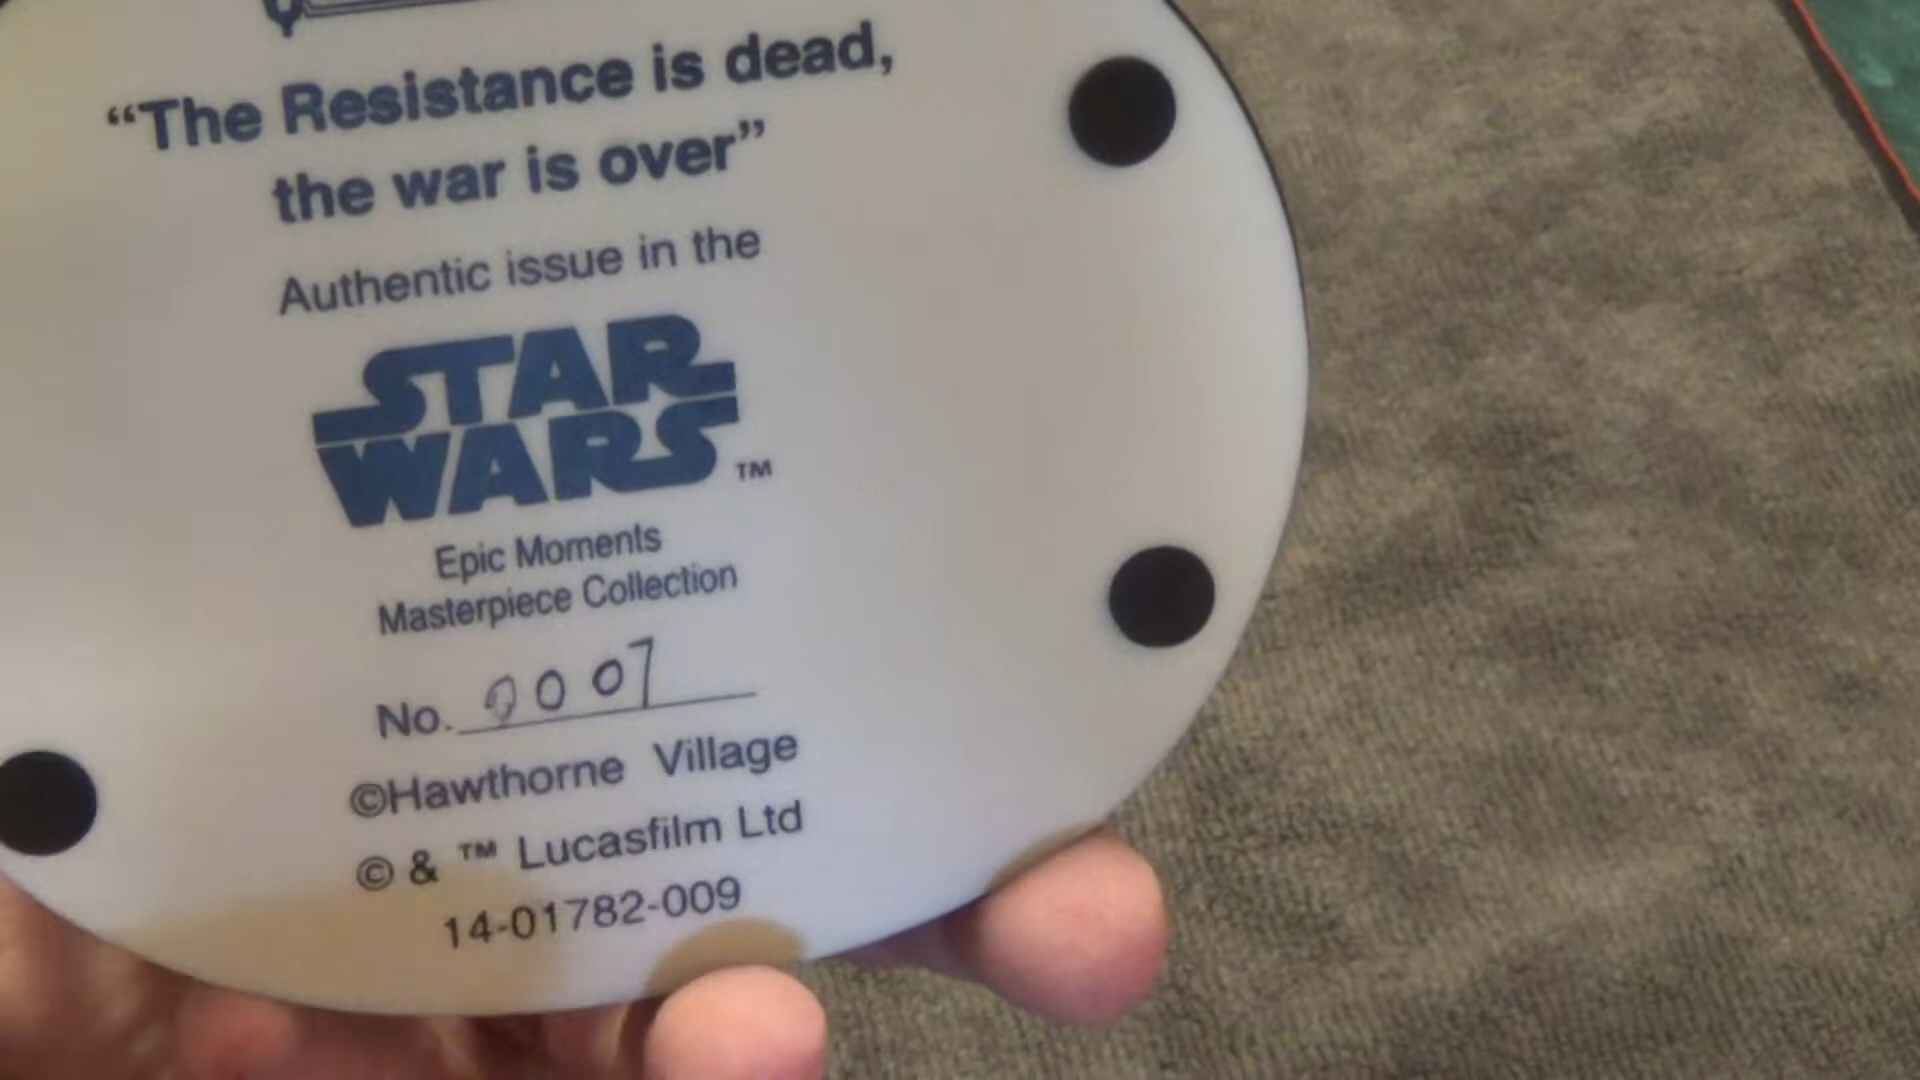 “The Resistance is dead,
the war is over”
Authentic issue in the
STAR
WARS™
Epic Moments
Masterpiece Collection
No. 0007
©Hawthorne Village
© & ™ Lucasfilm Ltd
14-01782-009